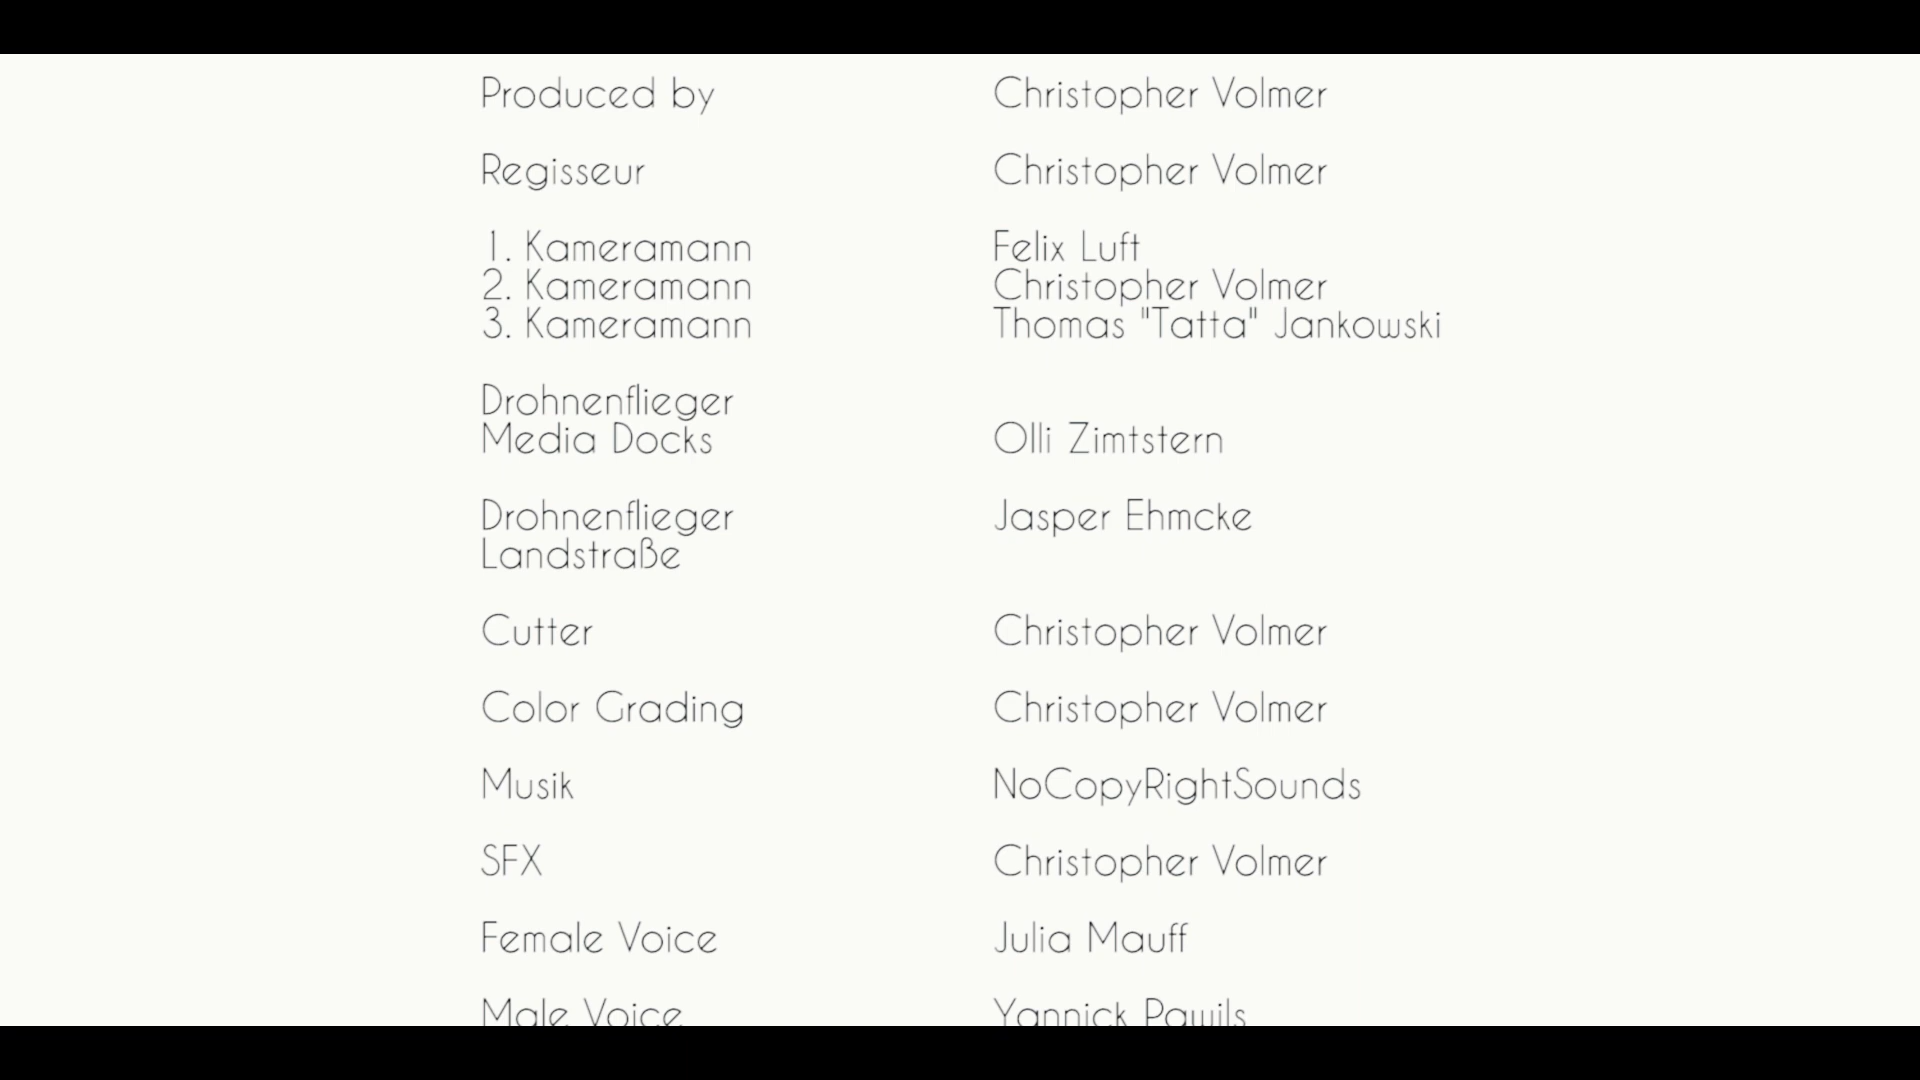 Produced by Christopher Volmer
Regisseur Christopher Volmer
1. Kameramann Felix Luft
2. Kameramann Christopher Volmer
3. Kameramann Thomas "Tatta" Jankowski
Drohnenflieger
Media Docks Olli Zimtstern
Drohnenflieger Jasper Ehmcke
Landstraße
Cutter Christopher Volmer
Color Grading Christopher Volmer
Musik NoCopyRightSounds
SFX Christopher Volmer
Female Voice Julia Mauff
Male Voice Yannick Pawils